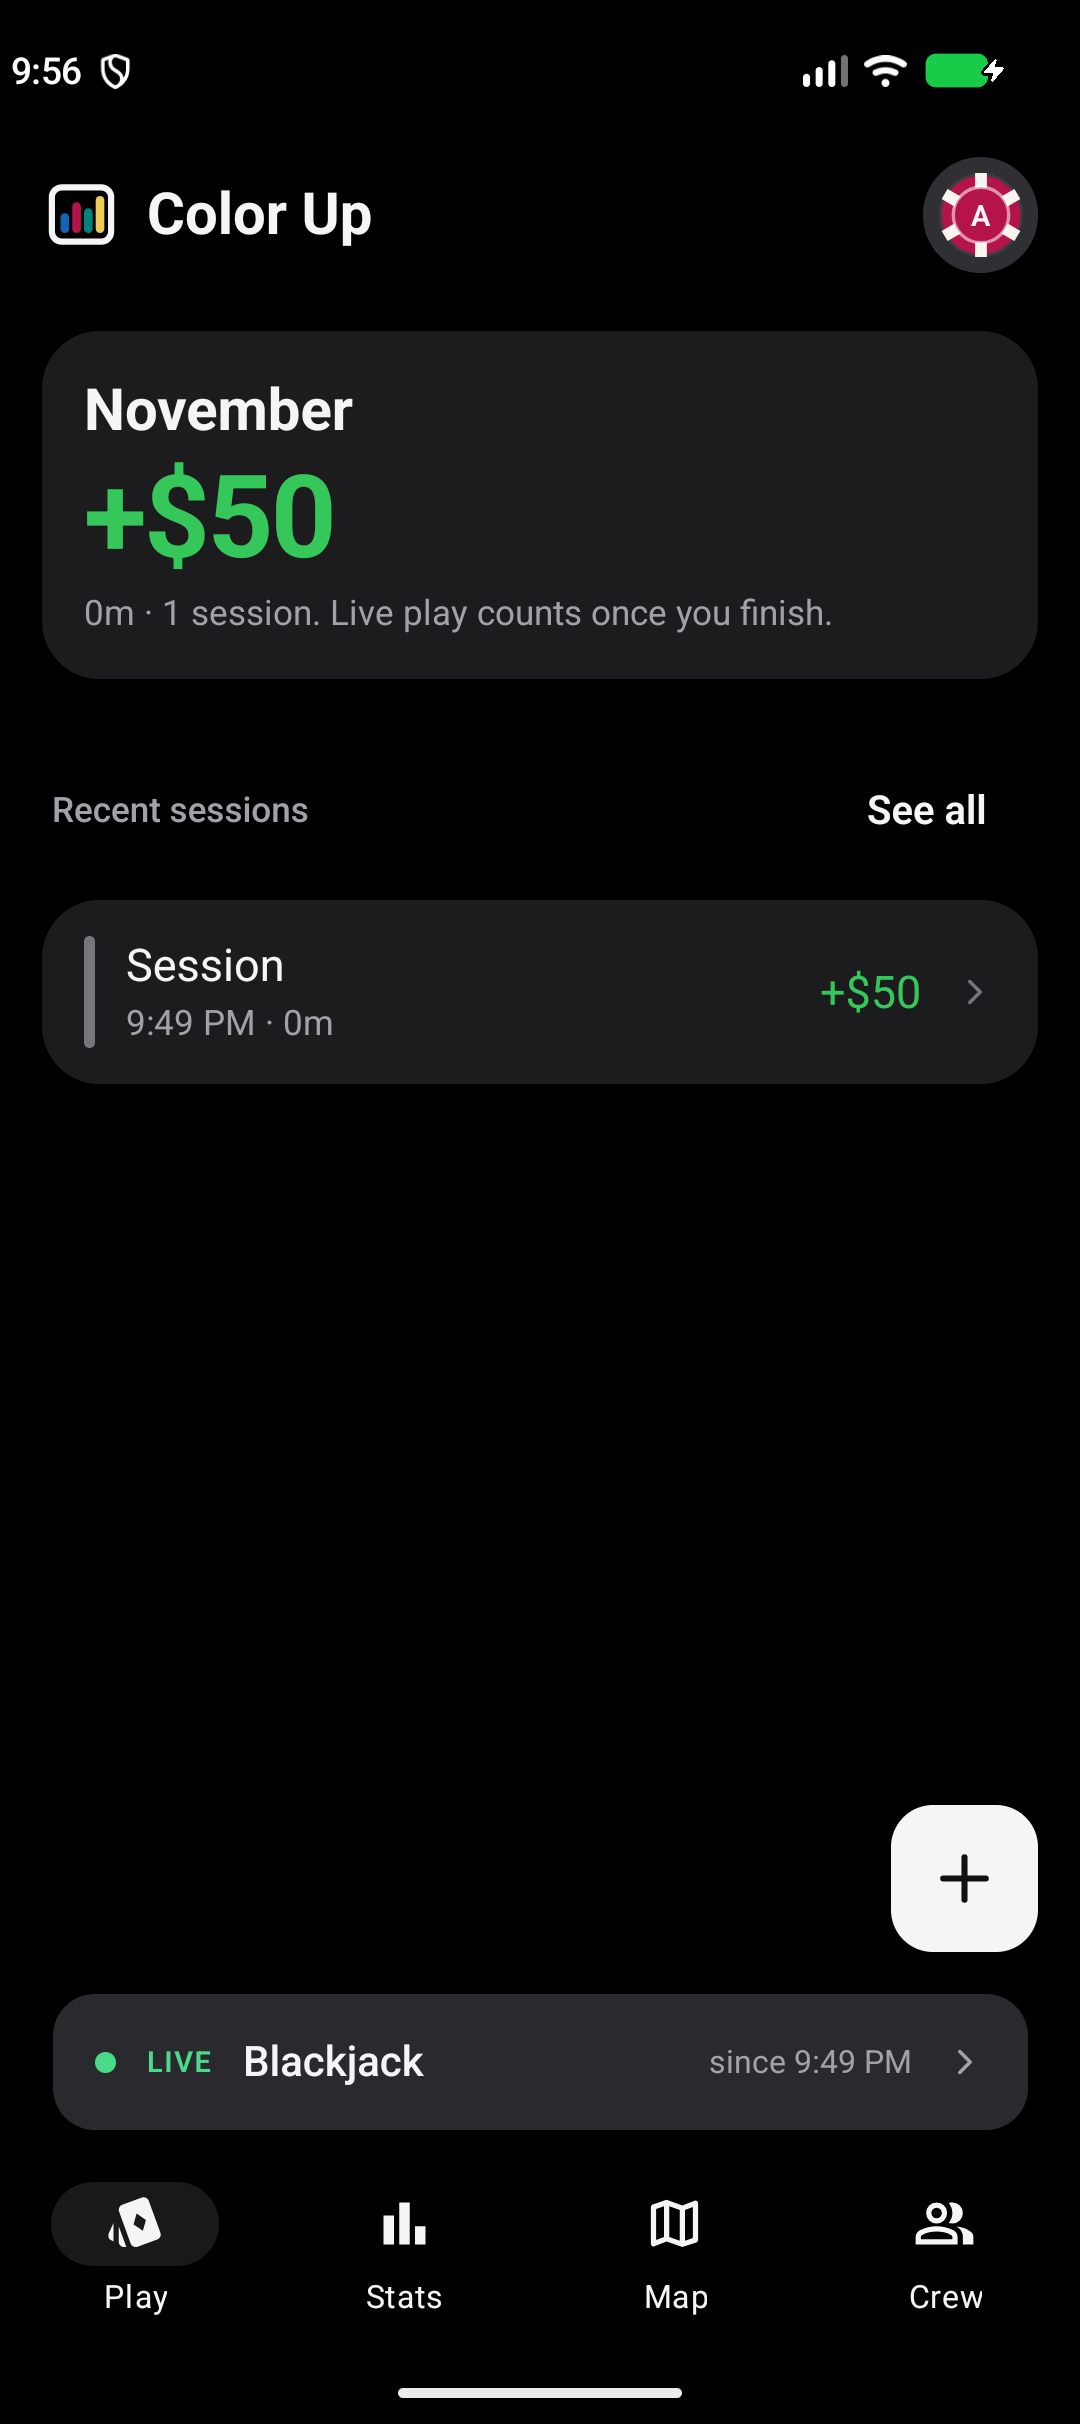 9:56
Color Up
A
November
+$50
0m · 1 session. Live play counts once you finish.
Recent sessions
See all
Session
9:49 PM · 0m
+$50
LIVE Blackjack since 9:49 PM
Play
Stats
Map
Crew